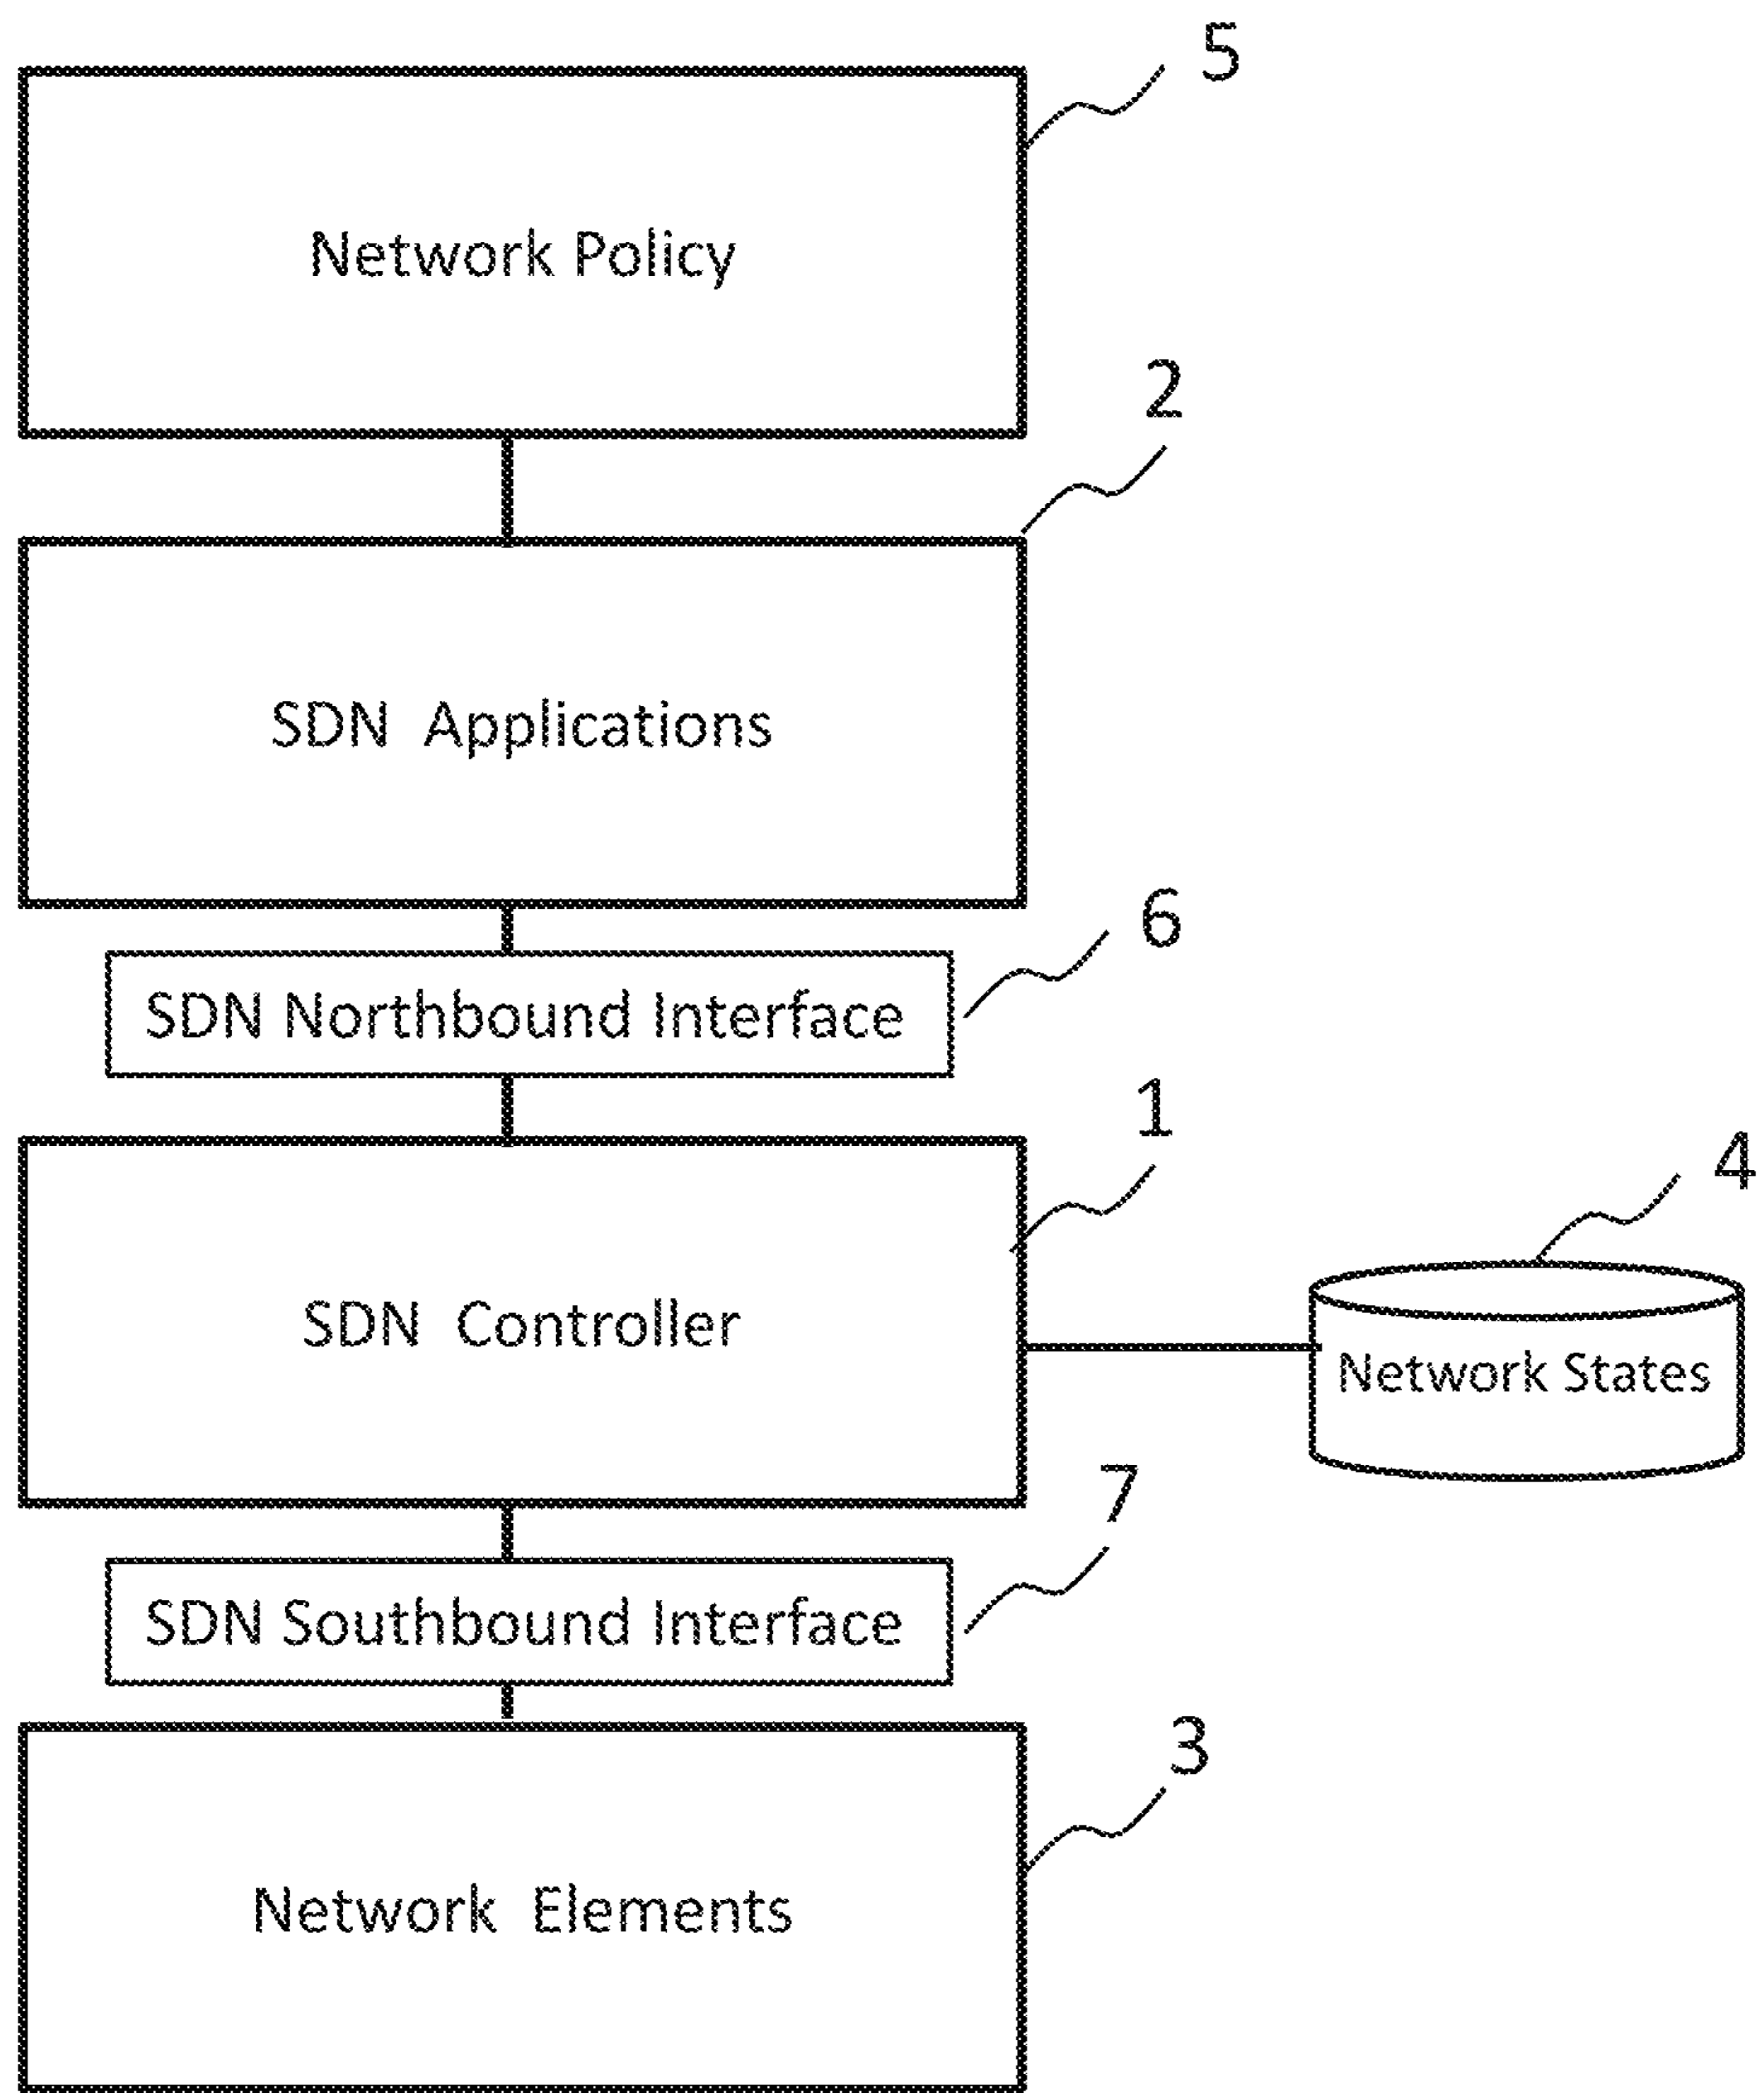 5
Network Policy
2
SDN Applications
6
SDN Northbound Interface
1
4
SDN Controller
Network States
7
SDN Southbound Interface
3
Network Elements